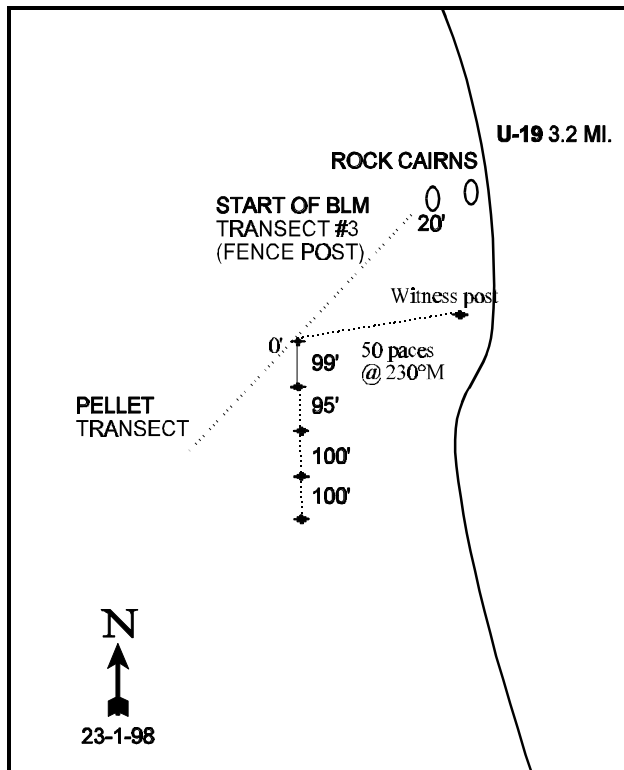 U-19 3.2 MI.
ROCK CAIRNS
START OF BLM
TRANSECT #3
(FENCE POST)
20'
Witness post
0'
99'
50 paces
@ 230°M
PELLET
TRANSECT
95'
100'
100'
N
23-1-98